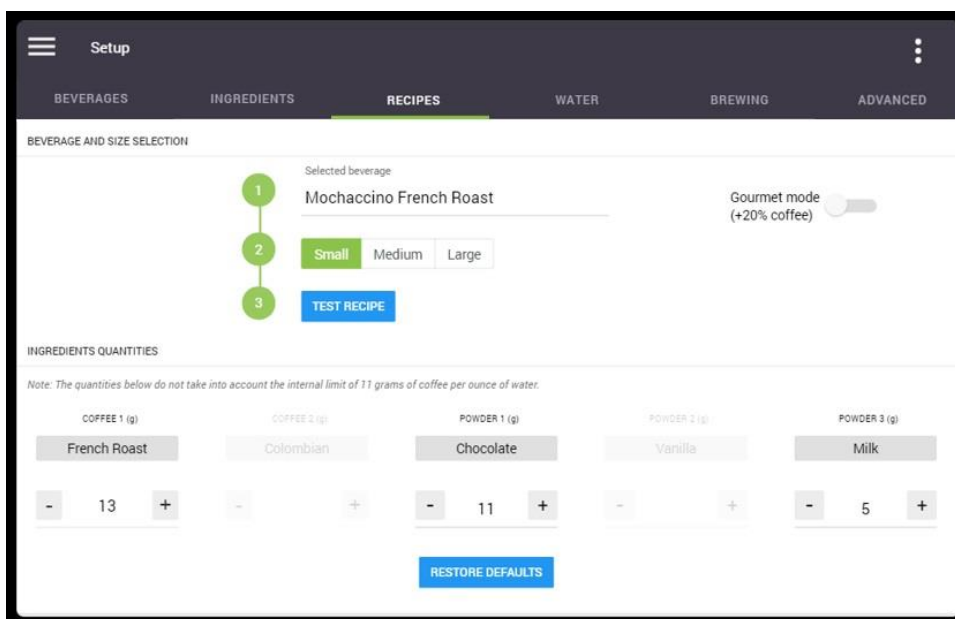 Setup
BEVERAGES INGREDIENTS RECIPES WATER BREWING ADVANCED
BEVERAGE AND SIZE SELECTION
Selected beverage
1 Mochaccino French Roast Gourmet mode
(+20% coffee)
2 Small Medium Large
3 TEST RECIPE
INGREDIENTS QUANTITIES
Note: The quantities below do not take into account the internal limit of 11 grams of coffee per ounce of water.
COFFEE 1 (g) COFFEE 2 (g) POWDER 1 (g) POWDER 2 (g) POWDER 3 (g)
French Roast Colombian Chocolate Vanilla Milk
- 13 + - + - 11 + - + - 5 +
RESTORE DEFAULTS